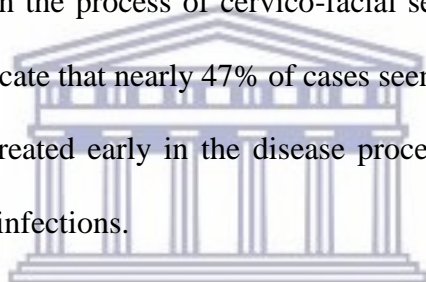 n the process of cervico-facial se
cate that nearly 47% of cases seen
reated early in the disease proce
infections.